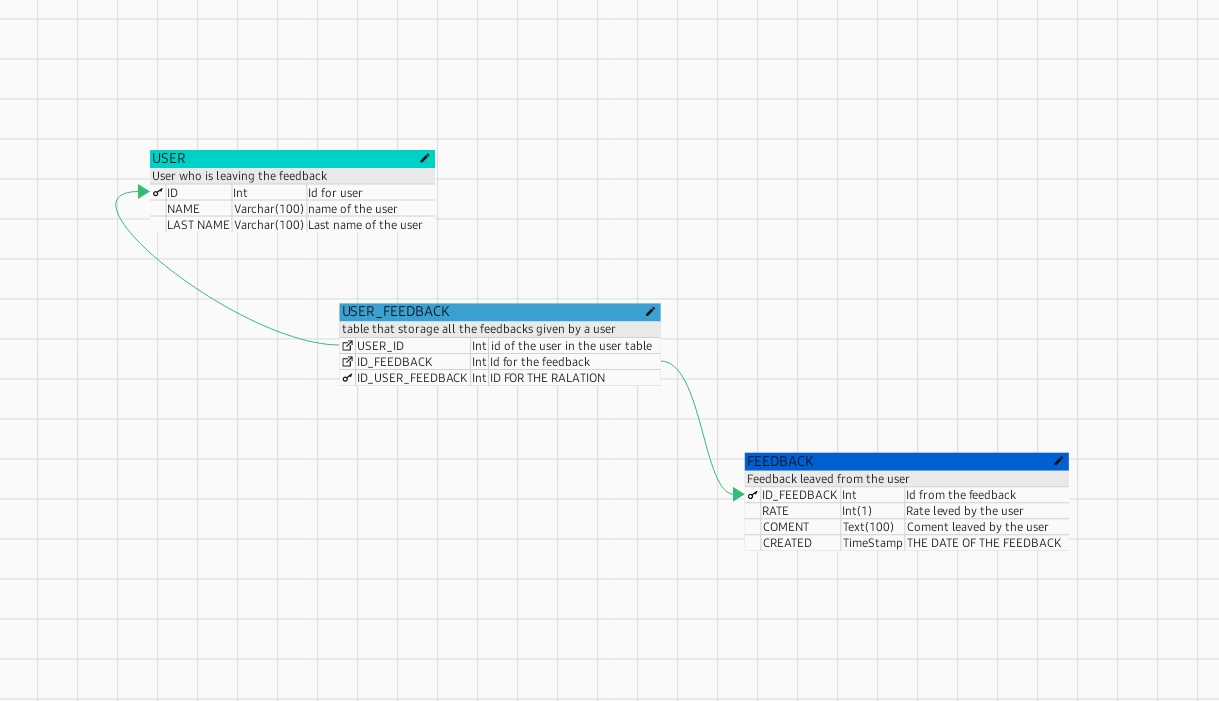 USER
User who is leaving the feedback
ID Int Id for user
NAME Varchar(100) name of the user
LAST NAME Varchar(100) Last name of the user
USER_FEEDBACK
table that storage all the feedbacks given by a user
USER_ID Int id of the user in the user table
ID_FEEDBACK Int Id for the feedback
ID_USER_FEEDBACK Int ID FOR THE RALATION
FEEDBACK
Feedback leaved from the user
ID_FEEDBACK Int Id from the feedback
RATE Int(1) Rate leved by the user
COMENT Text(100) Coment leaved by the user
CREATED TimeStamp THE DATE OF THE FEEDBACK